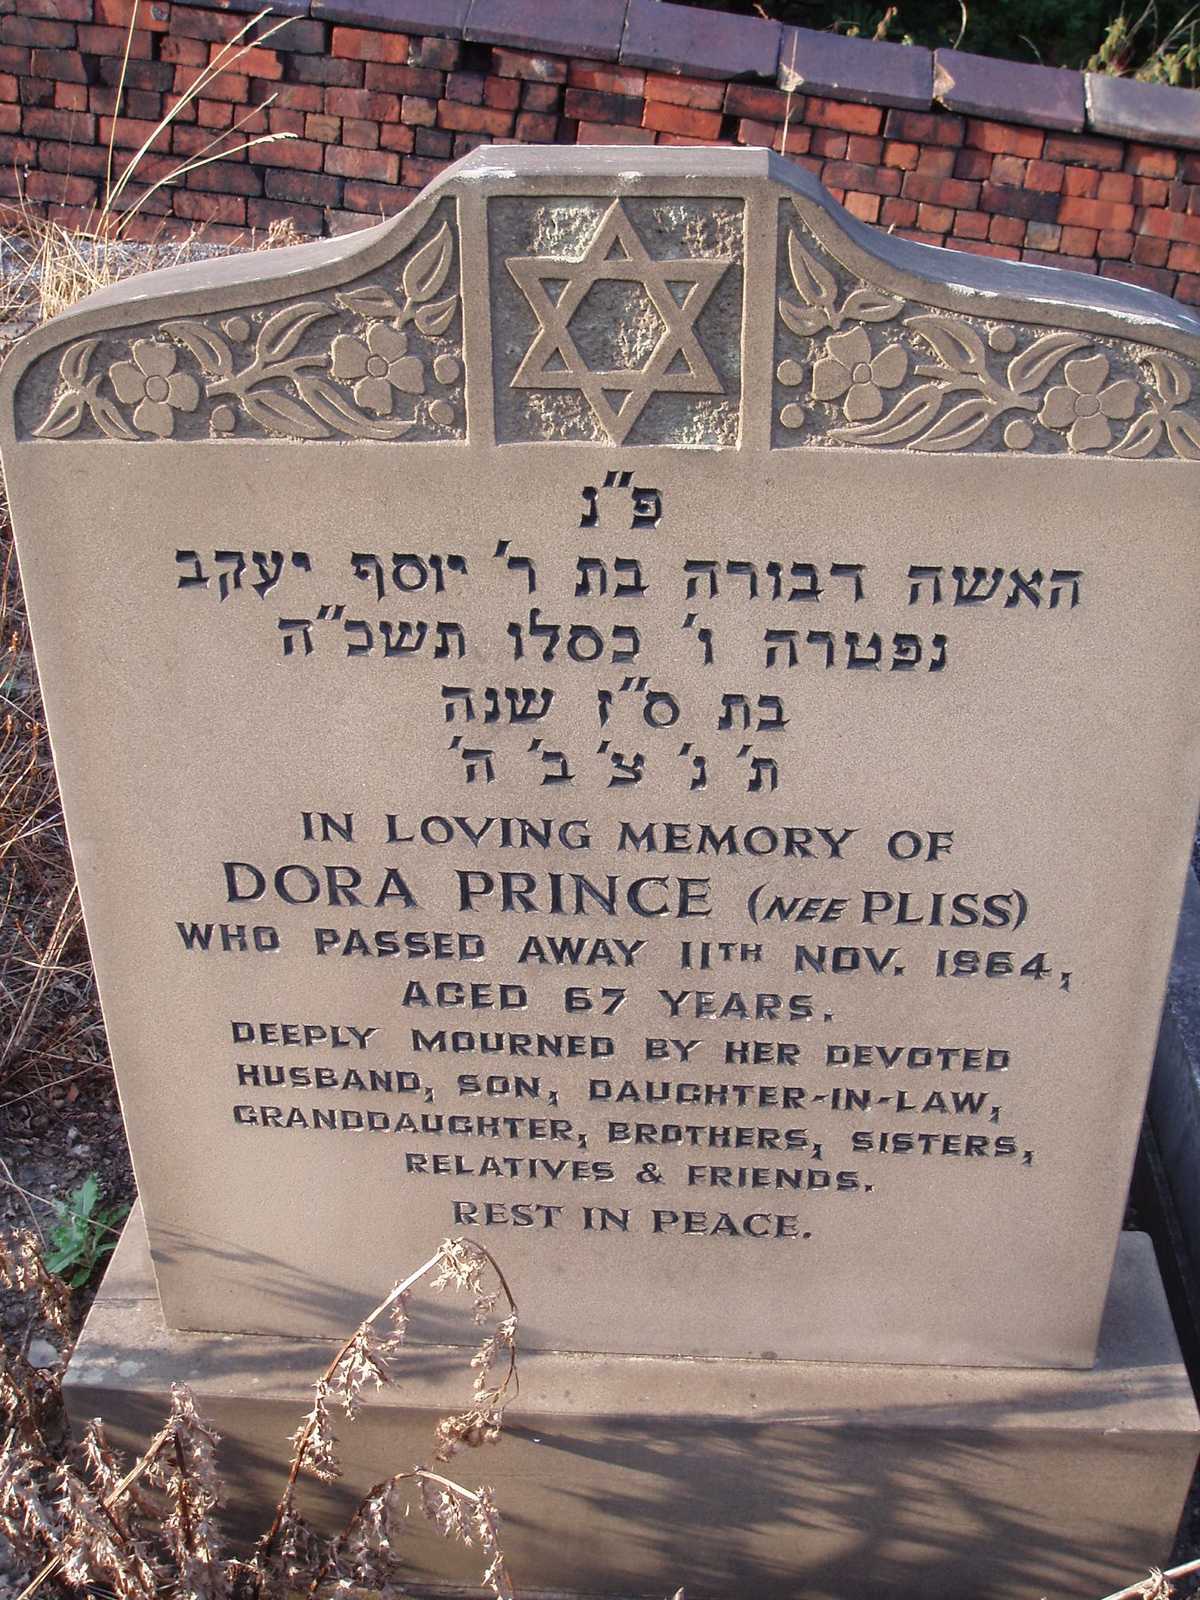 פ"נ
האשה דבורה בת ר' יוסף יעקב
נפטרה ו' כסלו תשכ"ה
בת ס"ז שנה
ת' נ' צ' ב' ה'
IN LOVING MEMORY OF
DORA PRINCE (NEE PLISS)
WHO PASSED AWAY 11TH NOV. 1964,
AGED 67 YEARS.
DEEPLY MOURNED BY HER DEVOTED
HUSBAND, SON, DAUGHTER-IN-LAW,
GRANDDAUGHTER, BROTHERS, SISTERS,
RELATIVES & FRIENDS.
REST IN PEACE.